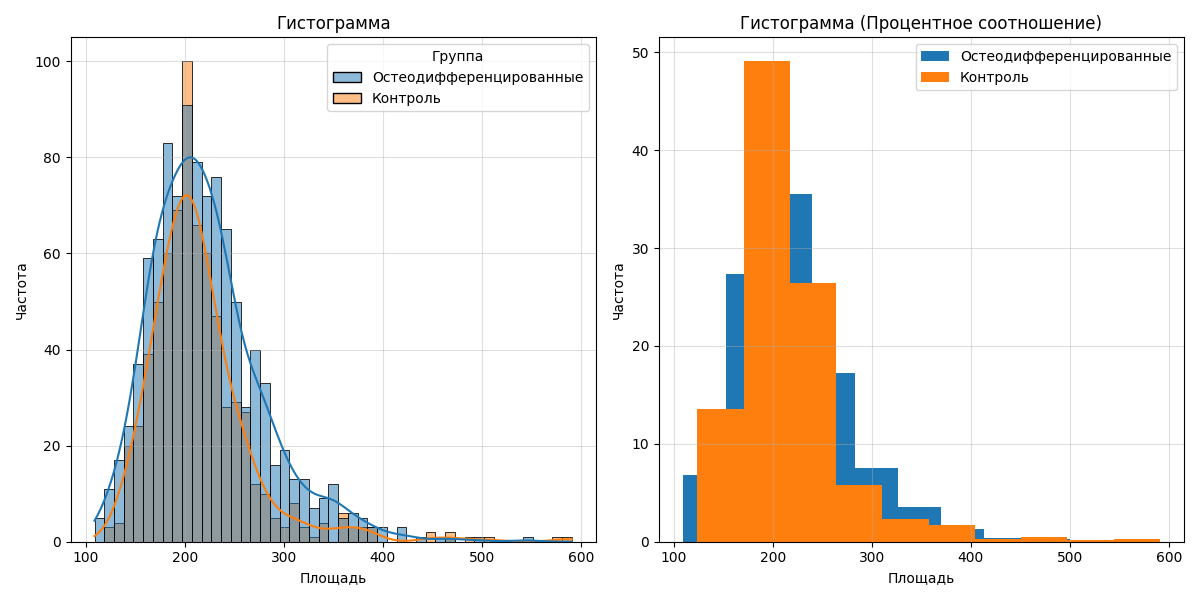 Гистограмма
Группа
Остеодифференцированные
Контроль
Частота
0
20
40
60
80
100
100
200
300
400
500
600
Площадь
Гистограмма (Процентное соотношение)
Остеодифференцированные
Контроль
Частота
0
10
20
30
40
50
100
200
300
400
500
600
Площадь